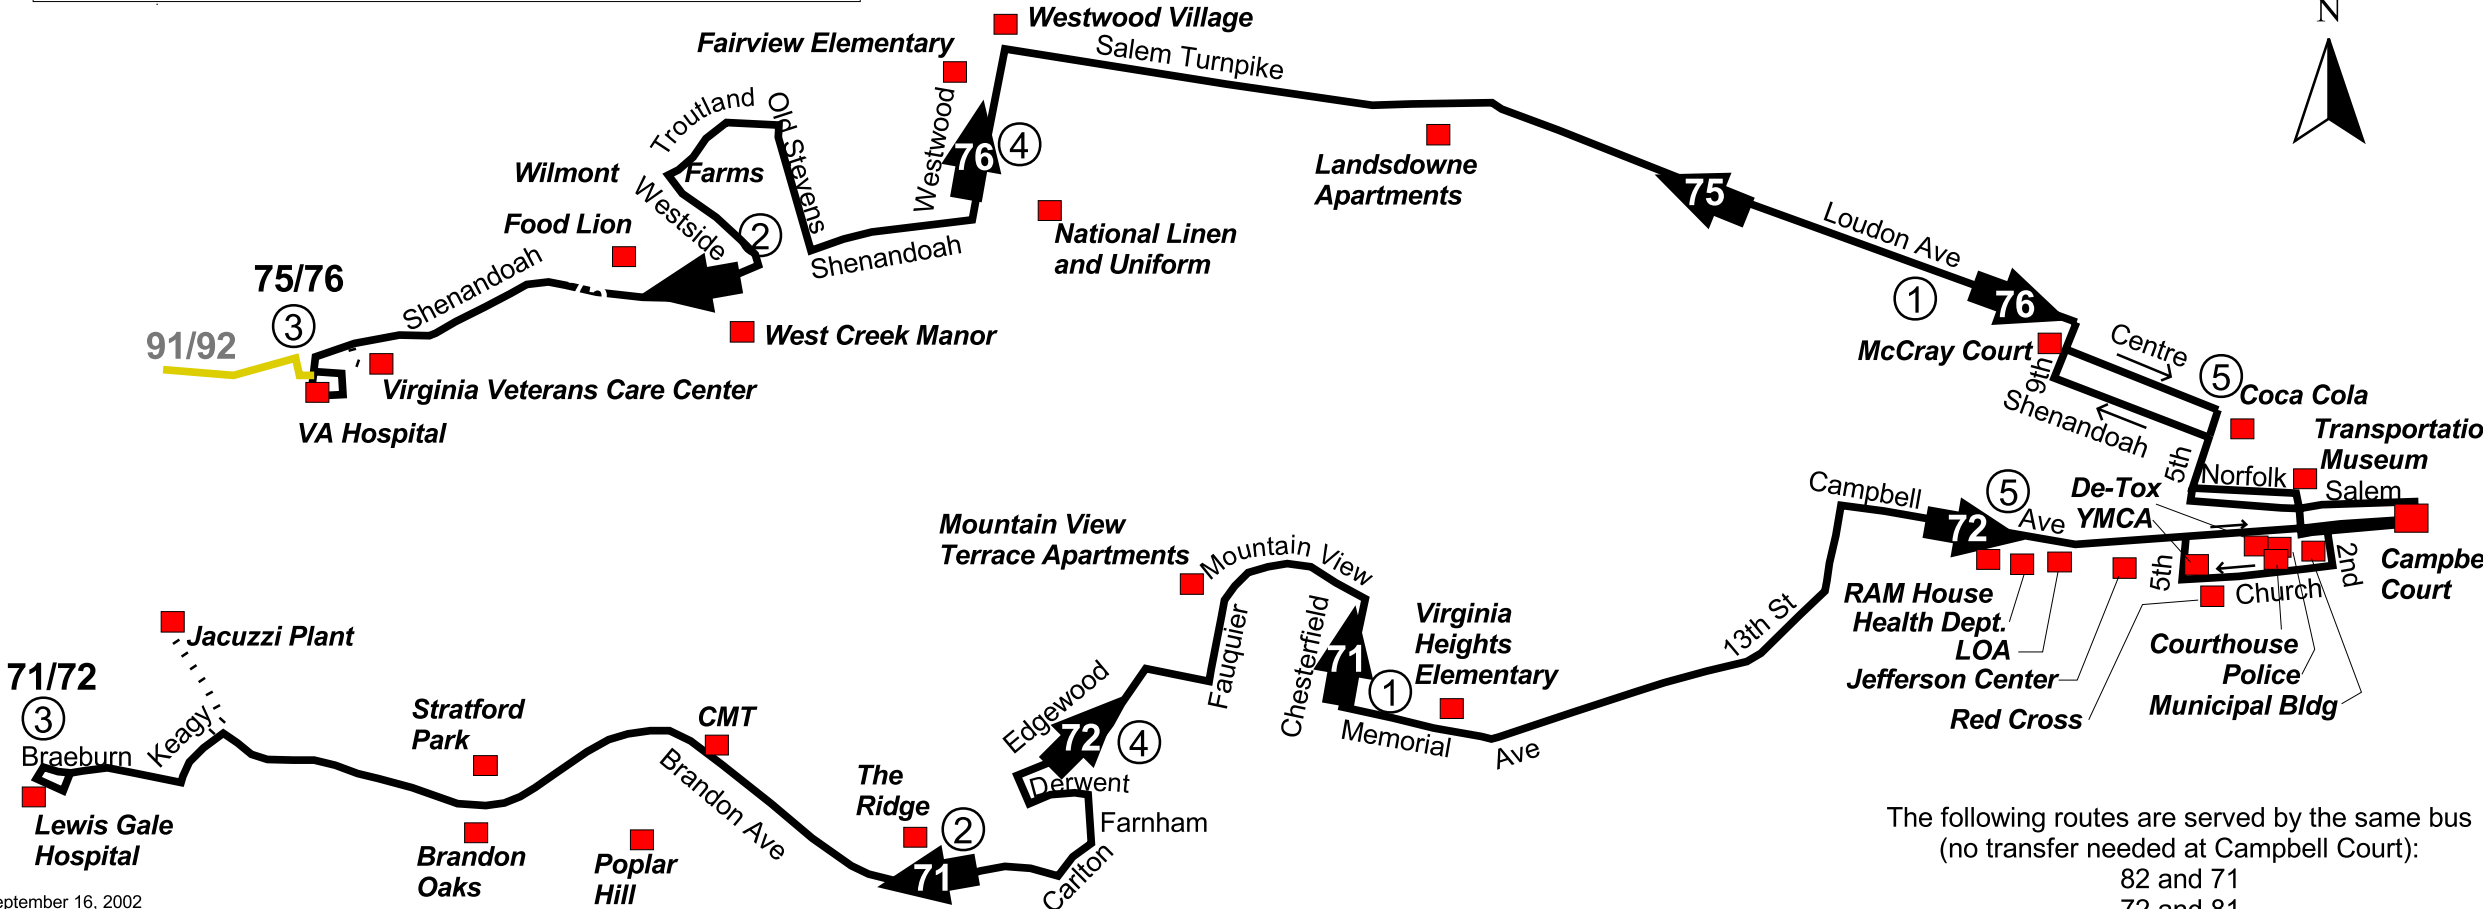 N
Westwood Village
Fairview Elementary
Salem Turnpike
Troutland
Old Stevens
Westwood
76
4
Wilmont Farms
Landsdowne
Apartments
75
Westside
Food Lion
2
National Linen
and Uniform
Loudon Ave
Shenandoah
75/76
3
Shenandoah
1
76
91/92
West Creek Manor
McCray Court
Centre
9th
5
Coca Cola
Virginia Veterans Care Center
Shenandoah
VA Hospital
Transportatio
Museum
5th
Norfolk
Salem
Campbell
5
De-Tox
YMCA
72
Ave
Mountain View
Terrace Apartments
Mountain View
5th
2nd
Campbe
Court
Church
RAM House
Health Dept.
LOA
Jefferson Center
Red Cross
Courthouse
Police
Municipal Bldg
13th St
Virginia
Heights
Elementary
Chesterfield
Fauquier
71
1
Memorial
Ave
Jacuzzi Plant
71/72
3
Braeburn
Keagy
Stratford
Park
CMT
Edgewood
72
4
Derwent
Brandon Ave
The
Ridge
2
Farnham
71
Carlton
Lewis Gale
Hospital
Brandon
Oaks
Poplar
Hill
The following routes are served by the same bus
(no transfer needed at Campbell Court):
82 and 71
72 and 81
eptember 16, 2002